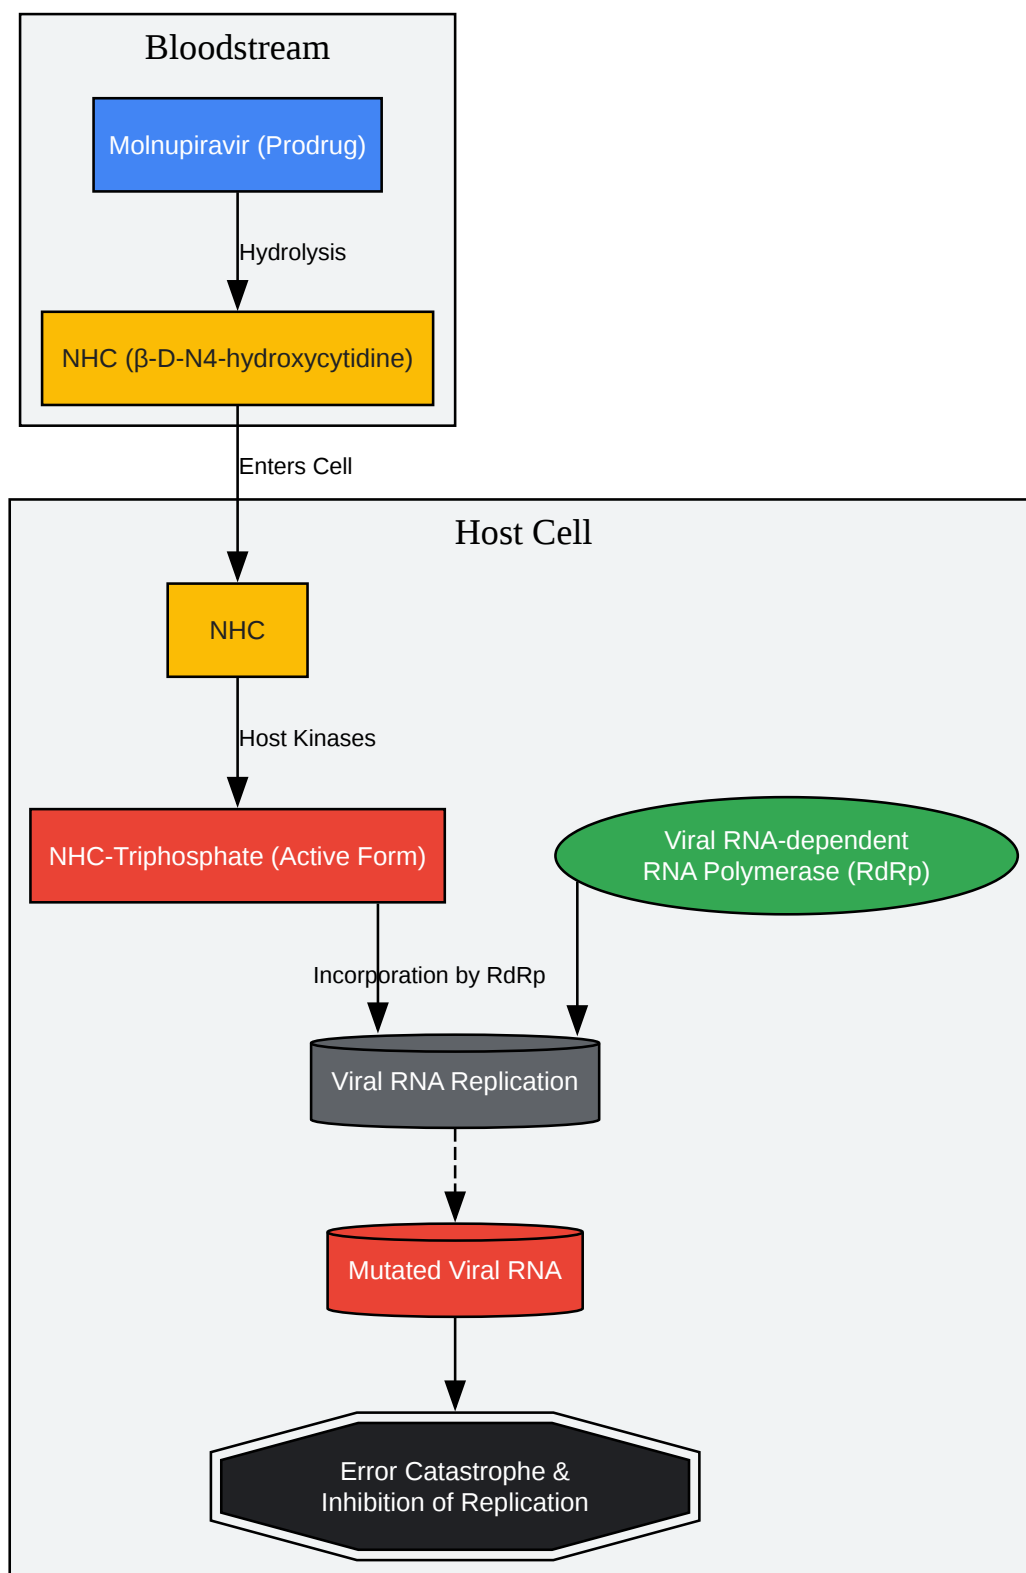 Bloodstream
Molnupiravir (Prodrug)
Hydrolysis
NHC (β-D-N4-hydroxycytidine)
Enters Cell
Host Cell
NHC
Host Kinases
NHC-Triphosphate (Active Form)
Viral RNA-dependent
RNA Polymerase (RdRp)
Incorporation by RdRp
Viral RNA Replication
Mutated Viral RNA
Error Catastrophe &
Inhibition of Replication